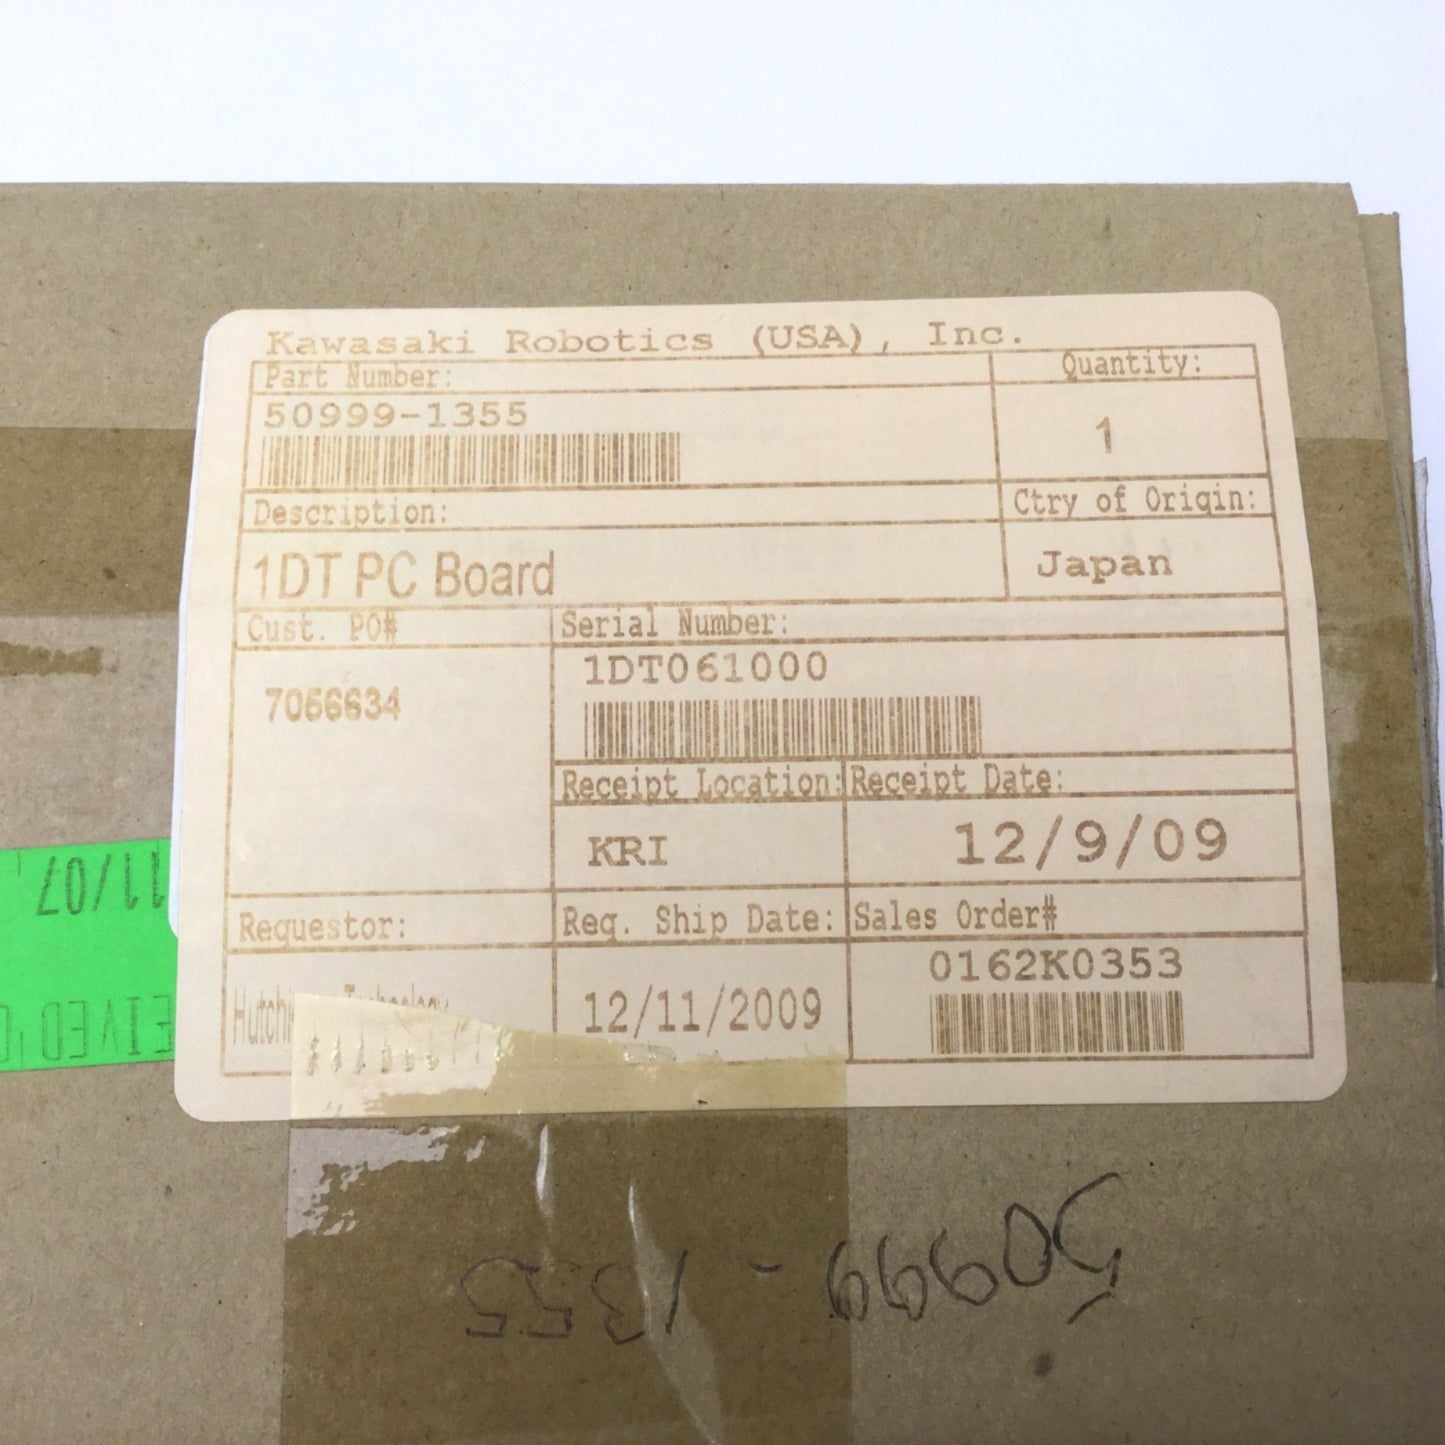 Kawasaki Robotics (USA), Inc.
Part Number:
50999-1355
Quantity:
1
Description:
1DT PC Board
Ctry of Origin:
Japan
Cust. PO#
7056634
Serial Number:
1DT061000
Receipt Location:
KRI
Receipt Date:
12/9/09
Requestor:
Technology
Req. Ship Date:
12/11/2009
Sales Order#
0162K0353
11/07
50999-1355